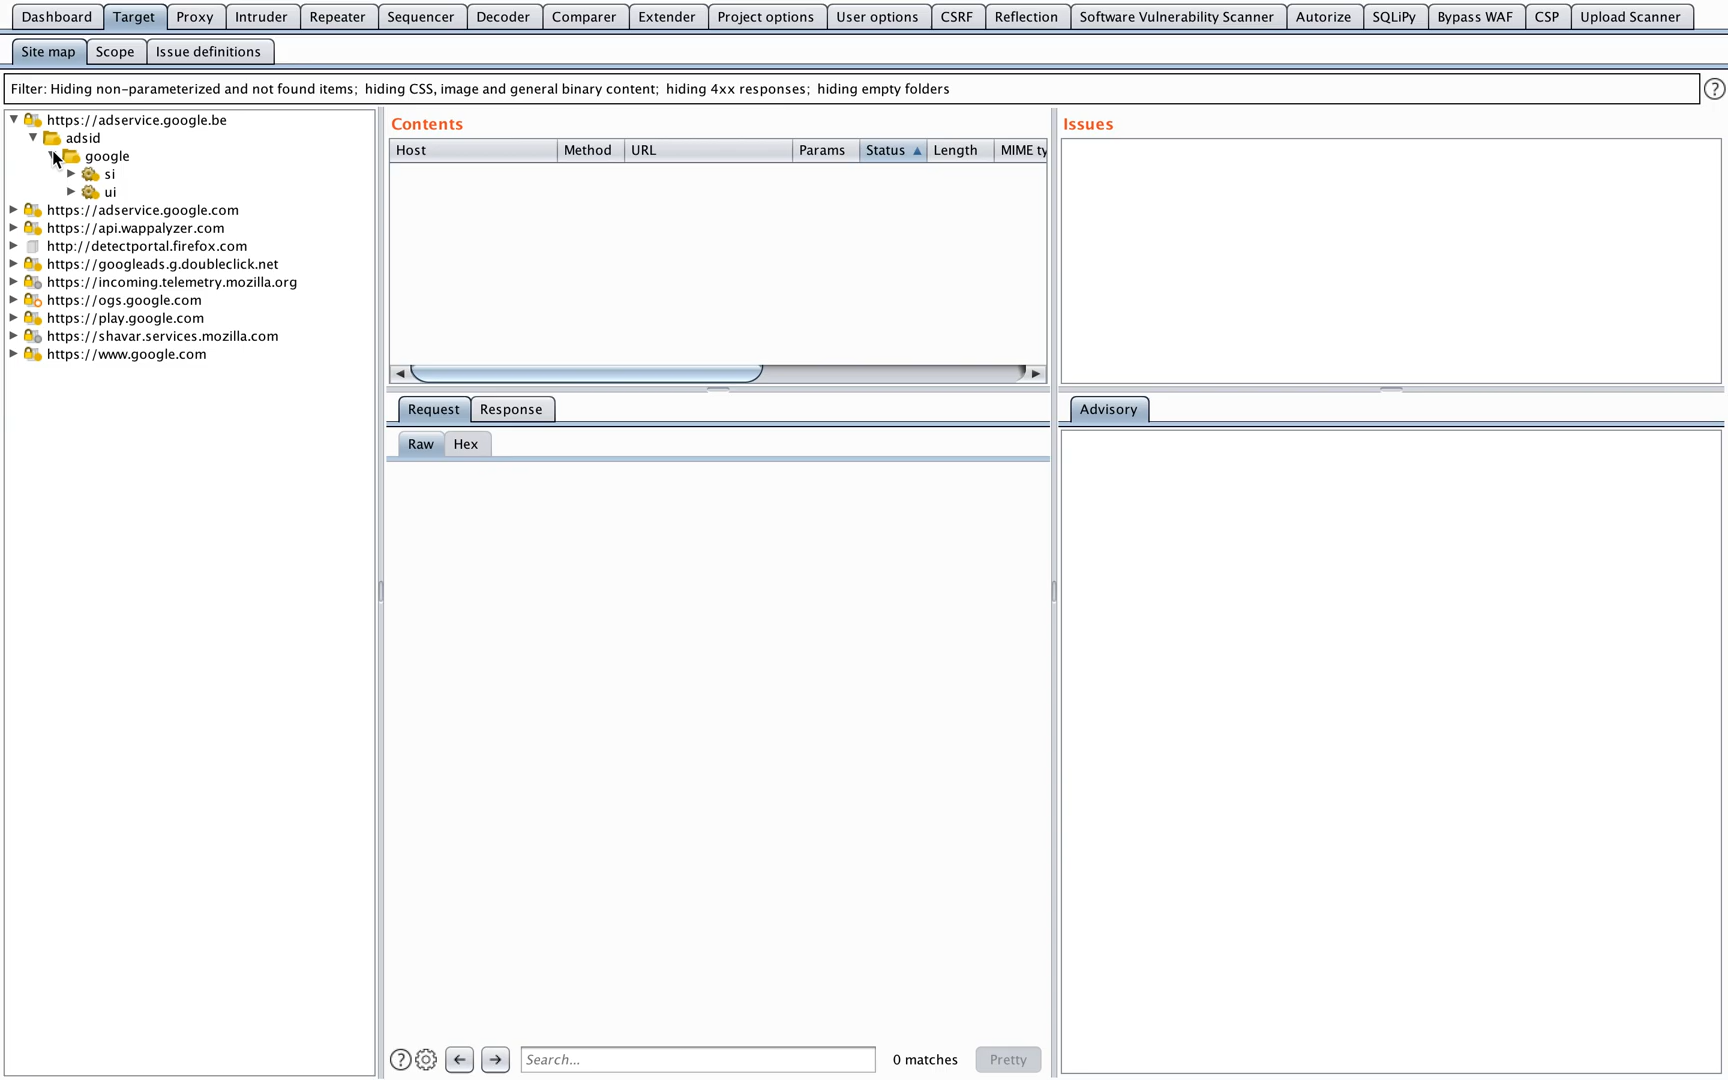 Dashboard Target Proxy Intruder Repeater Sequencer Decoder Comparer Extender Project options User options CSRF Reflection Software Vulnerability Scanner Autorize SQLiPy Bypass WAF CSP Upload Scanner
Site map Scope Issue definitions
Filter: Hiding non-parameterized and not found items; hiding CSS, image and general binary content; hiding 4xx responses; hiding empty folders ?
https://adservice.google.be
adsid
google
si
ui
https://adservice.google.com
https://api.wappalyzer.com
http://detectportal.firefox.com
https://googleads.g.doubleclick.net
https://incoming.telemetry.mozilla.org
https://ogs.google.com
https://play.google.com
https://shavar.services.mozilla.com
https://www.google.com
Contents
Host Method URL Params Status Length MIME ty
Request Response
Raw Hex
? Search... 0 matches Pretty
Issues
Advisory